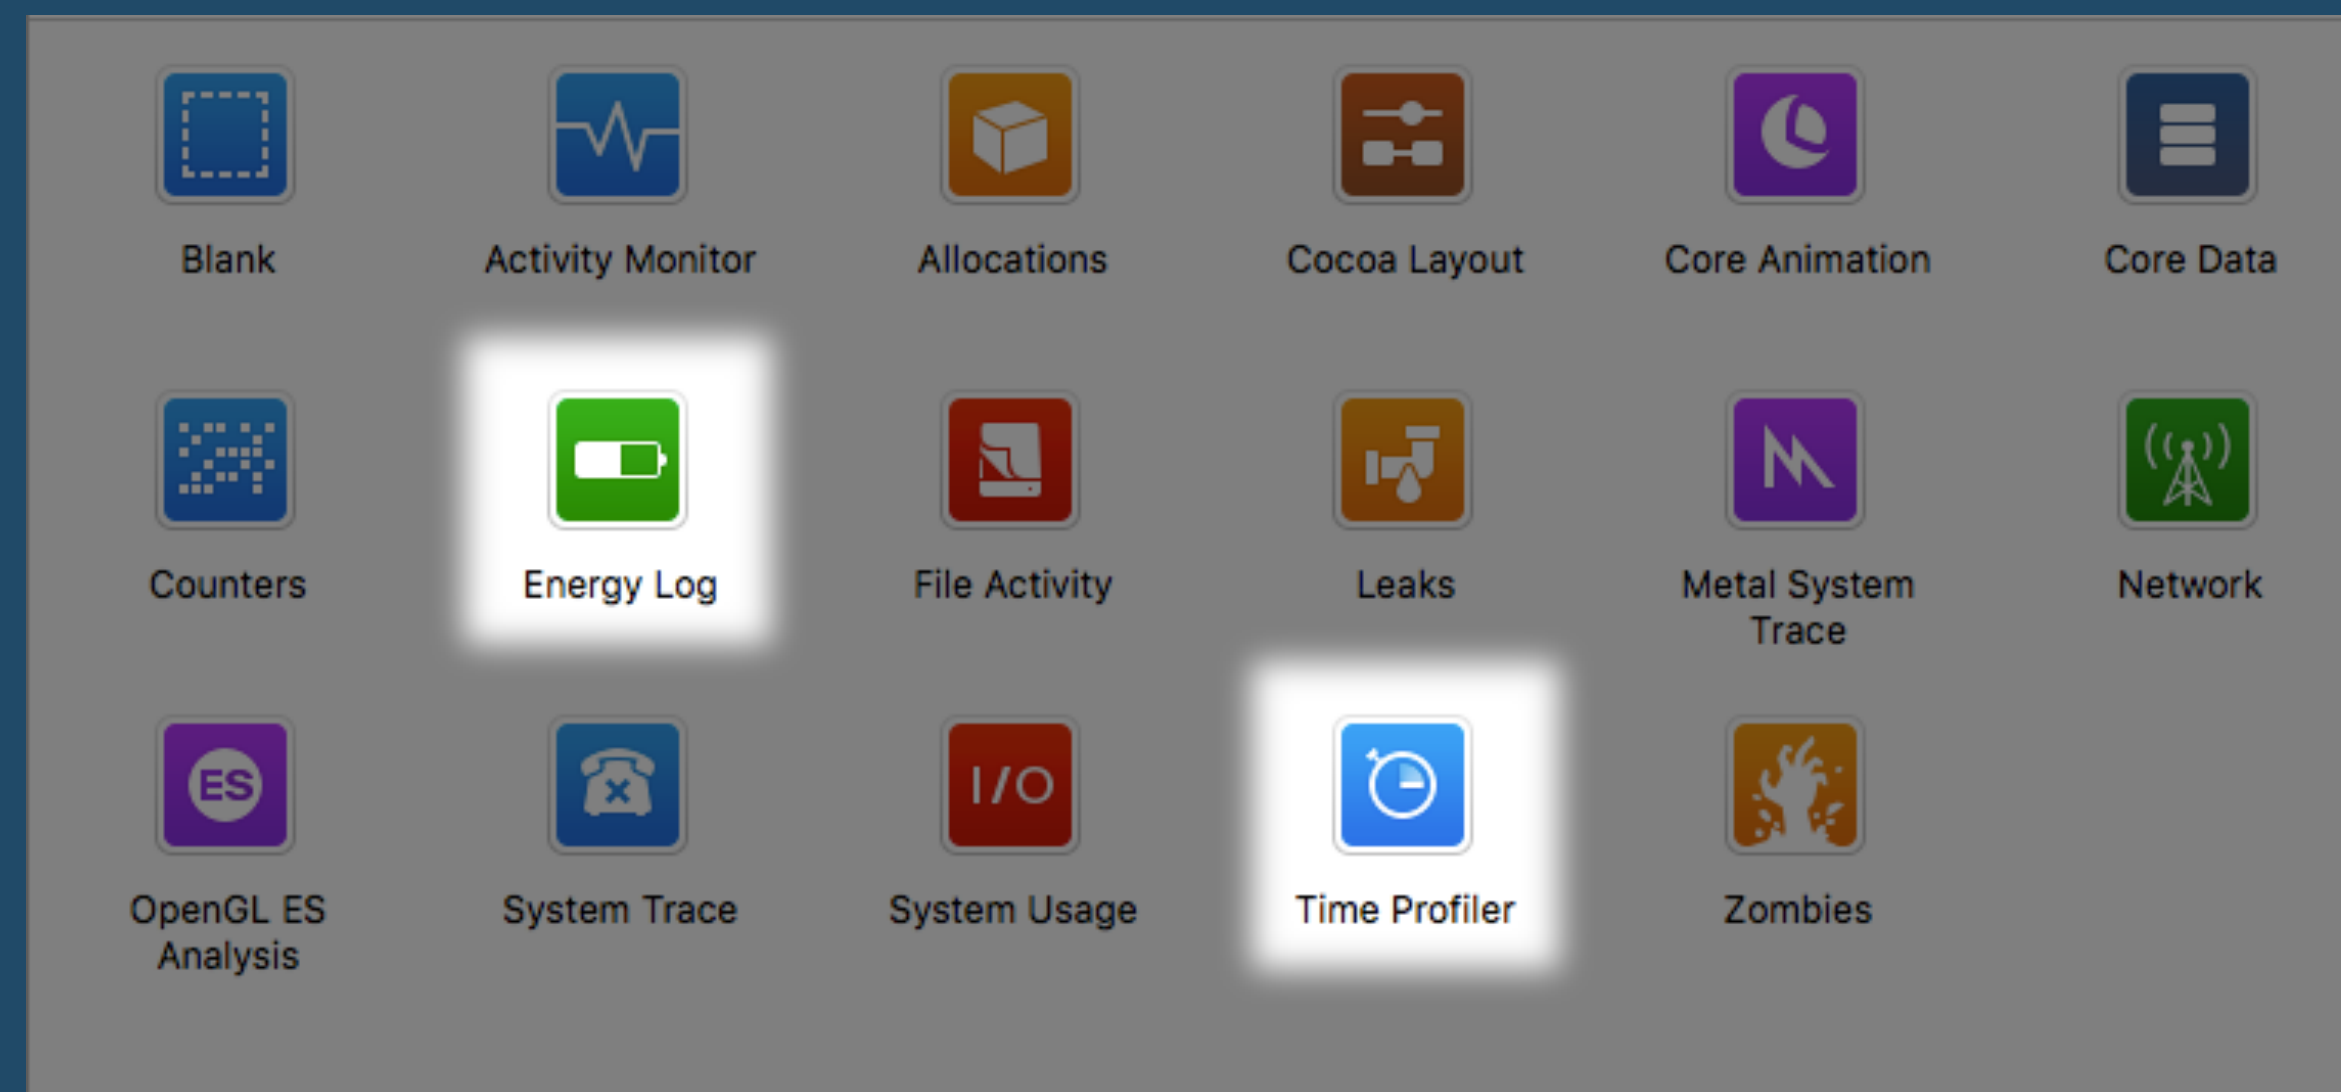 Blank
Activity Monitor
Allocations
Cocoa Layout
Core Animation
Core Data
Counters
Energy Log
File Activity
Leaks
Metal System
Trace
Network
ES
I/O
OpenGL ES
Analysis
System Trace
System Usage
Time Profiler
Zombies